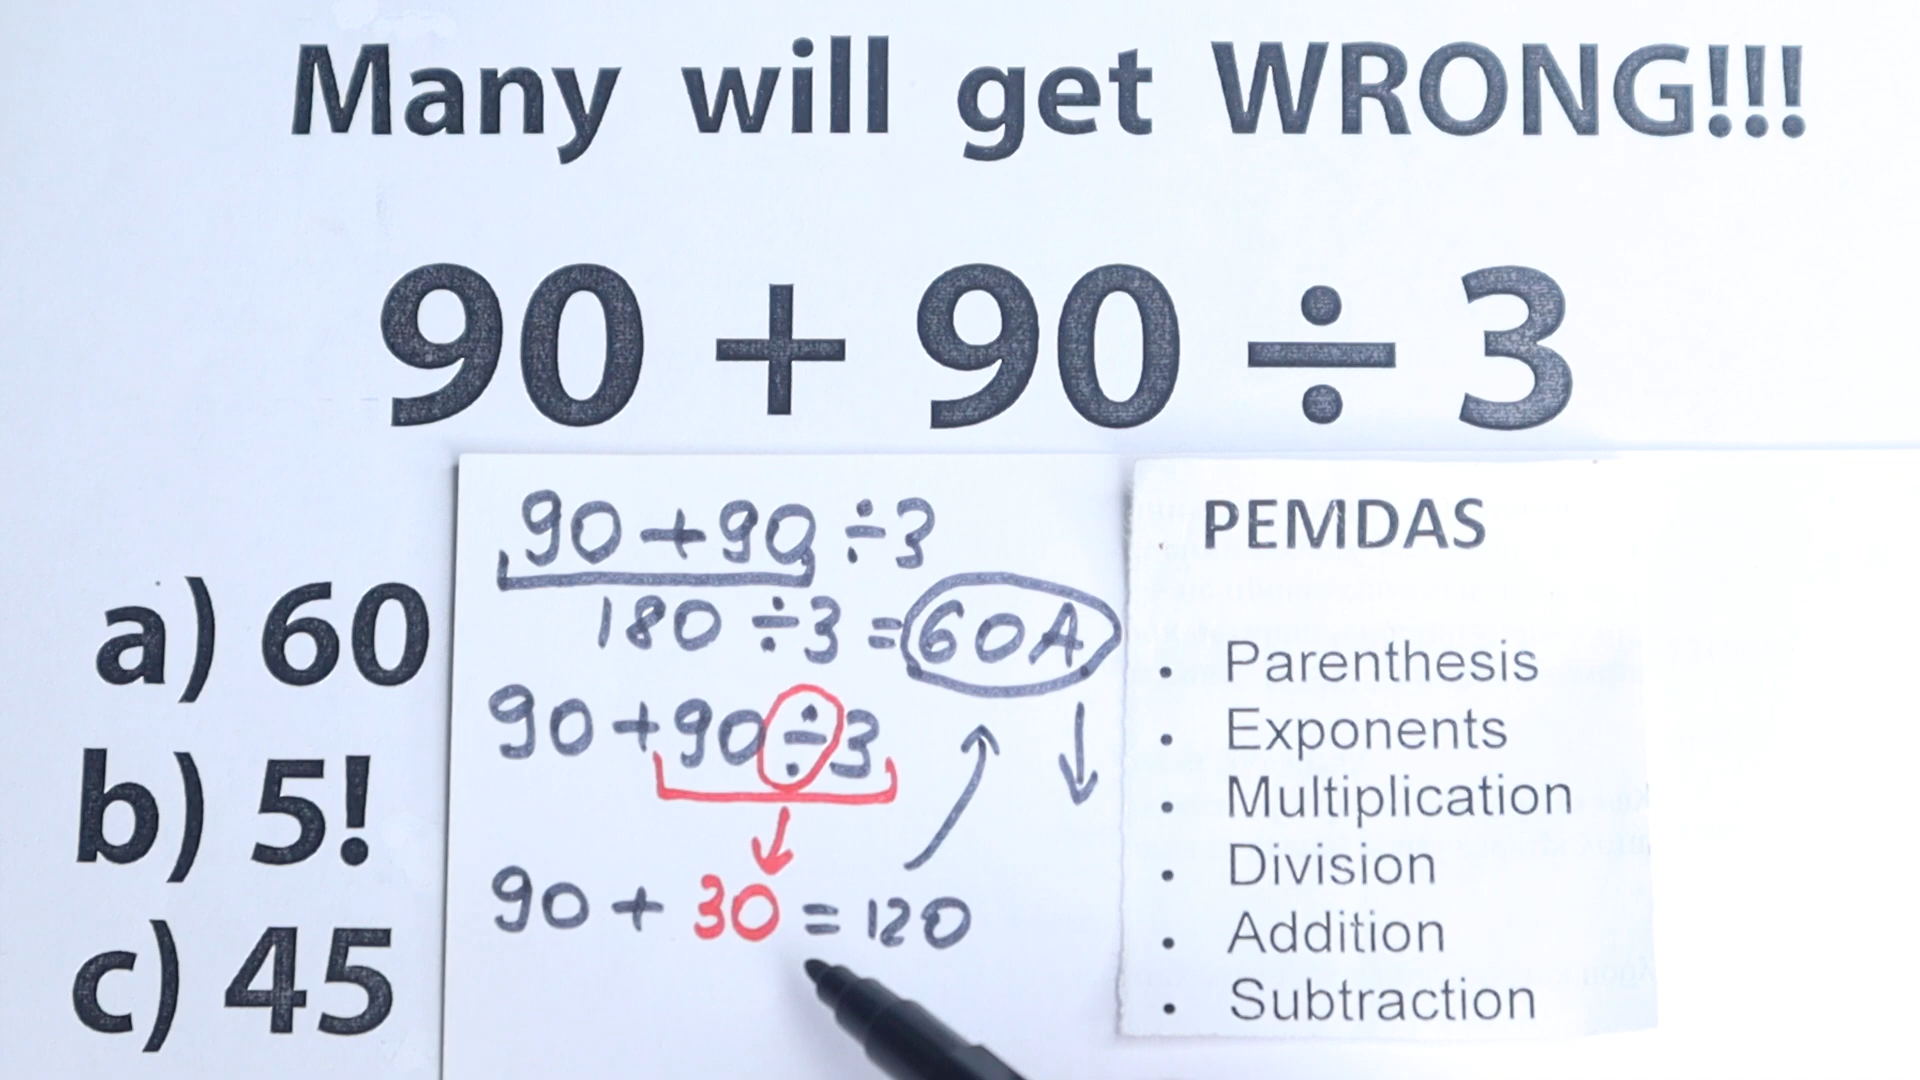 Many will get WRONG!!!
90 + 90 ÷ 3
a) 60
b) 5!
c) 45
90 + 90 ÷ 3
180 ÷ 3 = 60 A
90 + 90 ÷ 3
90 + 30 = 120
PEMDAS
• Parenthesis
• Exponents
• Multiplication
• Division
• Addition
• Subtraction